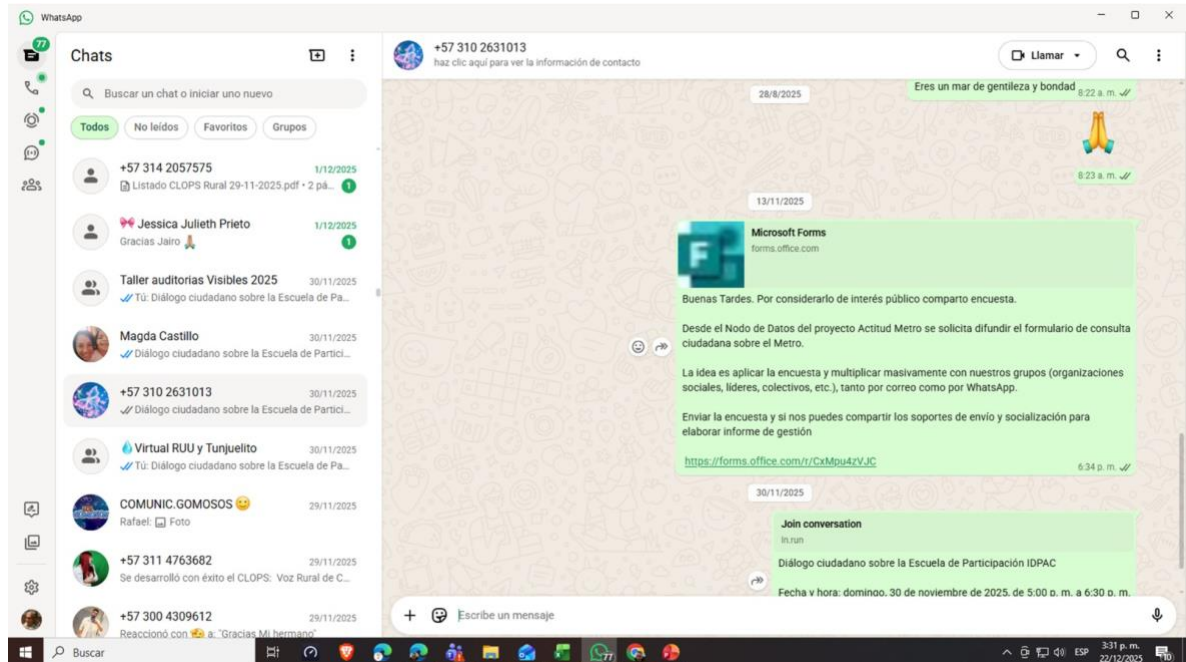 WhatsApp
77
Chats
Buscar un chat o iniciar uno nuevo
Todos
No leídos
Favoritos
Grupos
+57 314 2057575
1/12/2025
Listado CLOPS Rural 29-11-2025.pdf • 2 pá...
1
Jessica Julieth Prieto
1/12/2025
Gracias Jairo 🙏
1
Taller auditorias Visibles 2025
30/11/2025
Tú: Diálogo ciudadano sobre la Escuela de Pa...
Magda Castillo
30/11/2025
Diálogo ciudadano sobre la Escuela de Partici...
+57 310 2631013
30/11/2025
Diálogo ciudadano sobre la Escuela de Partici...
💧Virtual RUU y Tunjuelito
30/11/2025
Tú: Diálogo ciudadano sobre la Escuela de Pa...
COMUNIC.GOMOSOS 😊
29/11/2025
Rafael: Foto
+57 311 4763682
29/11/2025
Se desarrolló con éxito el CLOPS: Voz Rural de C...
+57 300 4309612
29/11/2025
Reaccionó con a: "Gracias Mi hermano"
+57 310 2631013
haz clic aquí para ver la información de contacto
Llamar
28/8/2025
Eres un mar de gentileza y bondad
8:22 a. m.
🙏
8:23 a. m.
13/11/2025
F
Microsoft Forms
forms.office.com
Buenas Tardes. Por considerarlo de interés público comparto encuesta.
Desde el Nodo de Datos del proyecto Actitud Metro se solicita difundir el formulario de consulta
ciudadana sobre el Metro.
La idea es aplicar la encuesta y multiplicar masivamente con nuestros grupos (organizaciones
sociales, líderes, colectivos, etc.), tanto por correo como por WhatsApp.
Enviar la encuesta y si nos puedes compartir los soportes de envío y socialización para
elaborar informe de gestión
https://forms.office.com/r/CxMpu4zVJC
6:34 p. m.
30/11/2025
Join conversation
ln.run
Diálogo ciudadano sobre la Escuela de Participación IDPAC
Fecha y hora: domingo, 30 de noviembre de 2025, de 5:00 p. m. a 6:30 p. m.
Escribe un mensaje
Buscar
77
ESP
3:31 p. m.
22/12/2025